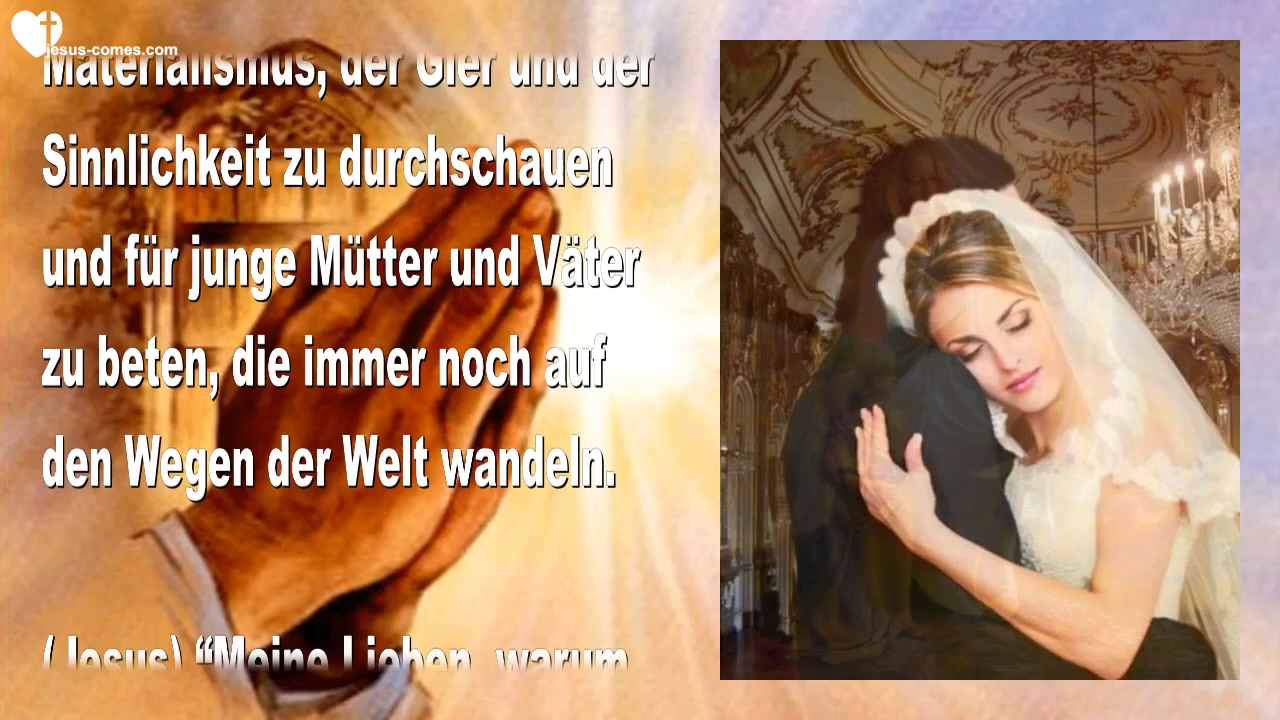 jesus-comes.com
Materialismus, der Gier und der
Sinnlichkeit zu durchschauen
und für junge Mütter und Väter
zu beten, die immer noch auf
den Wegen der Welt wandeln.
(Jesus) “Meine Lieben, warum